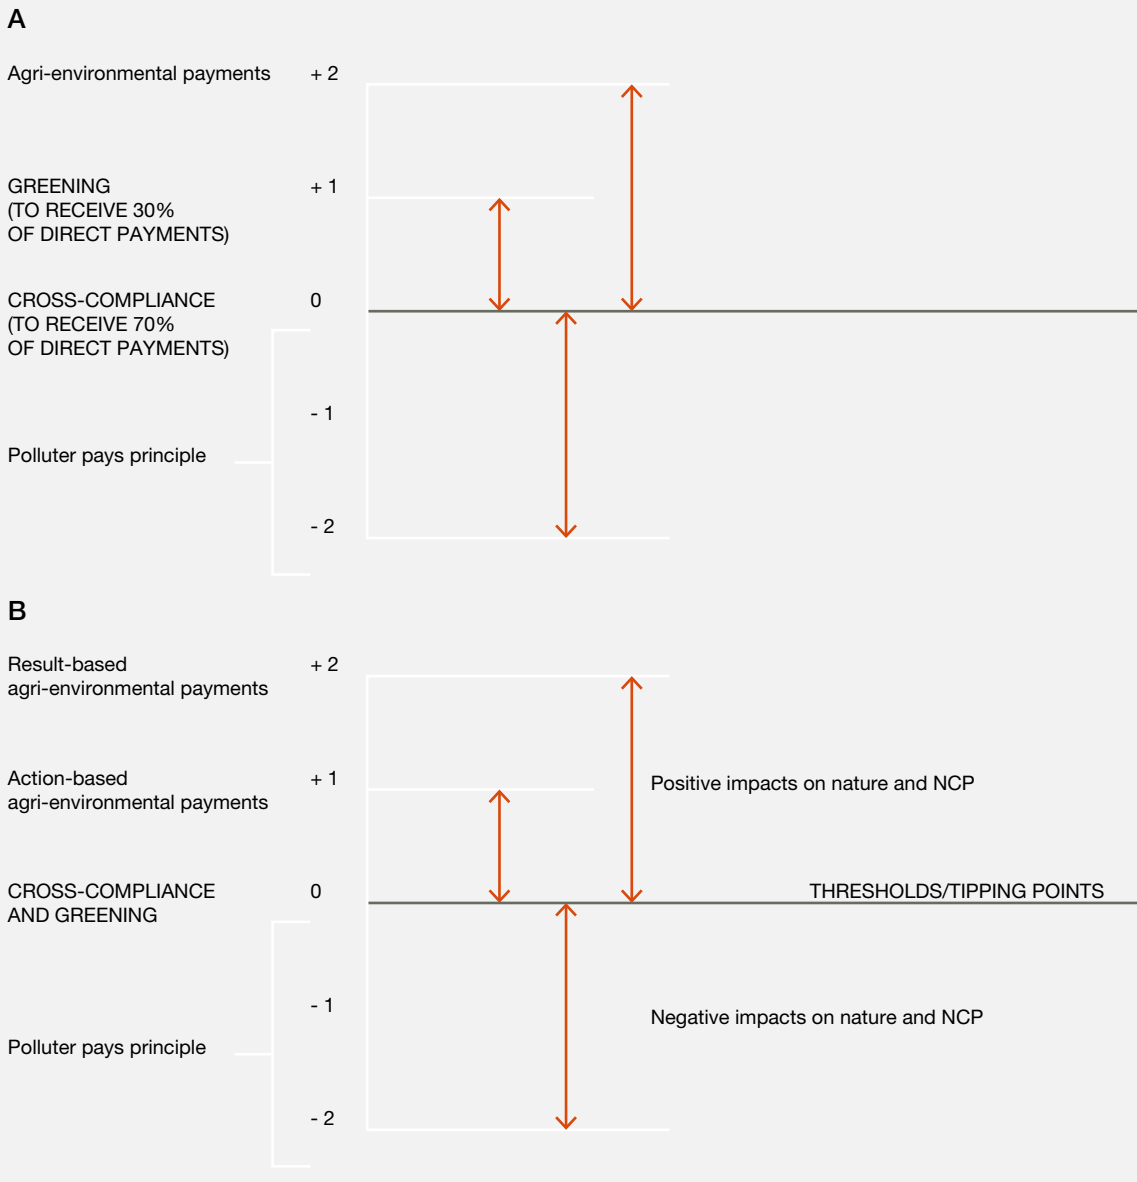 A
Agri-environmental payments
+ 2
GREENING
(TO RECEIVE 30%
OF DIRECT PAYMENTS)
+ 1
CROSS-COMPLIANCE
(TO RECEIVE 70%
OF DIRECT PAYMENTS)
0
- 1
Polluter pays principle
- 2
B
Result-based
agri-environmental payments
+ 2
Action-based
agri-environmental payments
+ 1
Positive impacts on nature and NCP
CROSS-COMPLIANCE
AND GREENING
0
THRESHOLDS/TIPPING POINTS
- 1
Negative impacts on nature and NCP
Polluter pays principle
- 2